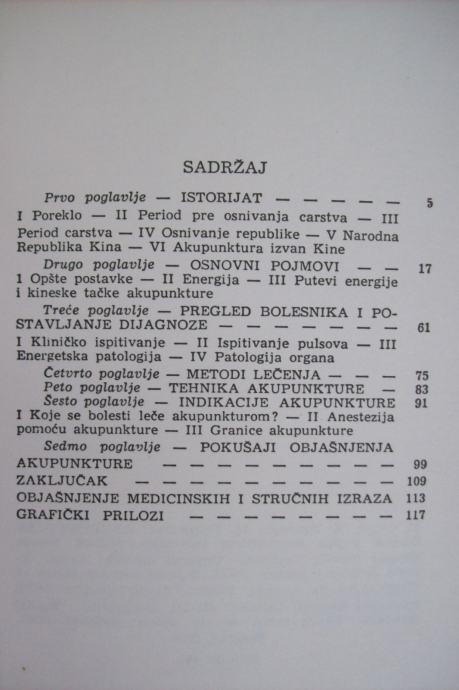 SADRŽAJ
Prvo poglavlje — ISTORIJAT — — — — — 5
I Poreklo — II Period pre osnivanja carstva — III
Period carstva — IV Osnivanje republike — V Narodna
Republika Kina — VI Akupunktura izvan Kine
Drugo poglavlje — OSNOVNI POJMOVI — — 17
1 Opšte postavke — II Energija — III Putevi energije
i kineske tačke akupunkture
Treće poglavlje — PREGLED BOLESNIKA I PO-
STAVLJANJE DIJAGNOZE — — — — — — 61
I Kliničko ispitivanje — II Ispitivanje pulsova — III
Energetska patologija — IV Patologija organa
Četvrto poglavlje — METODI LEČENJA — — — 75
Peto poglavlje — TEHNIKA AKUPUNKTURE — 83
Šesto poglavlje — INDIKACIJE AKUPUNKTURE 91
I Koje se bolesti leče akupunkturom? — II Anestezija
pomoću akupunkture — III Granice akupunkture
Sedmo poglavlje — POKUŠAJI OBJAŠNJENJA
AKUPUNKTURE — — — — — — — — 99
ZAKLJUČAK — — — — — — — — — 109
OBJAŠNJENJE MEDICINSKIH I STRUČNIH IZRAZA 113
GRAFIČKI PRILOZI — — — — — — — 117